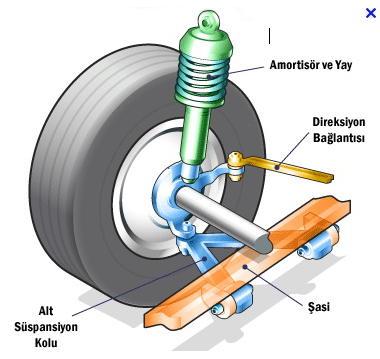 Amortisör ve Yay
Direksiyon
Bağlantısı
Şasi
Alt
Süspansiyon
Kolu